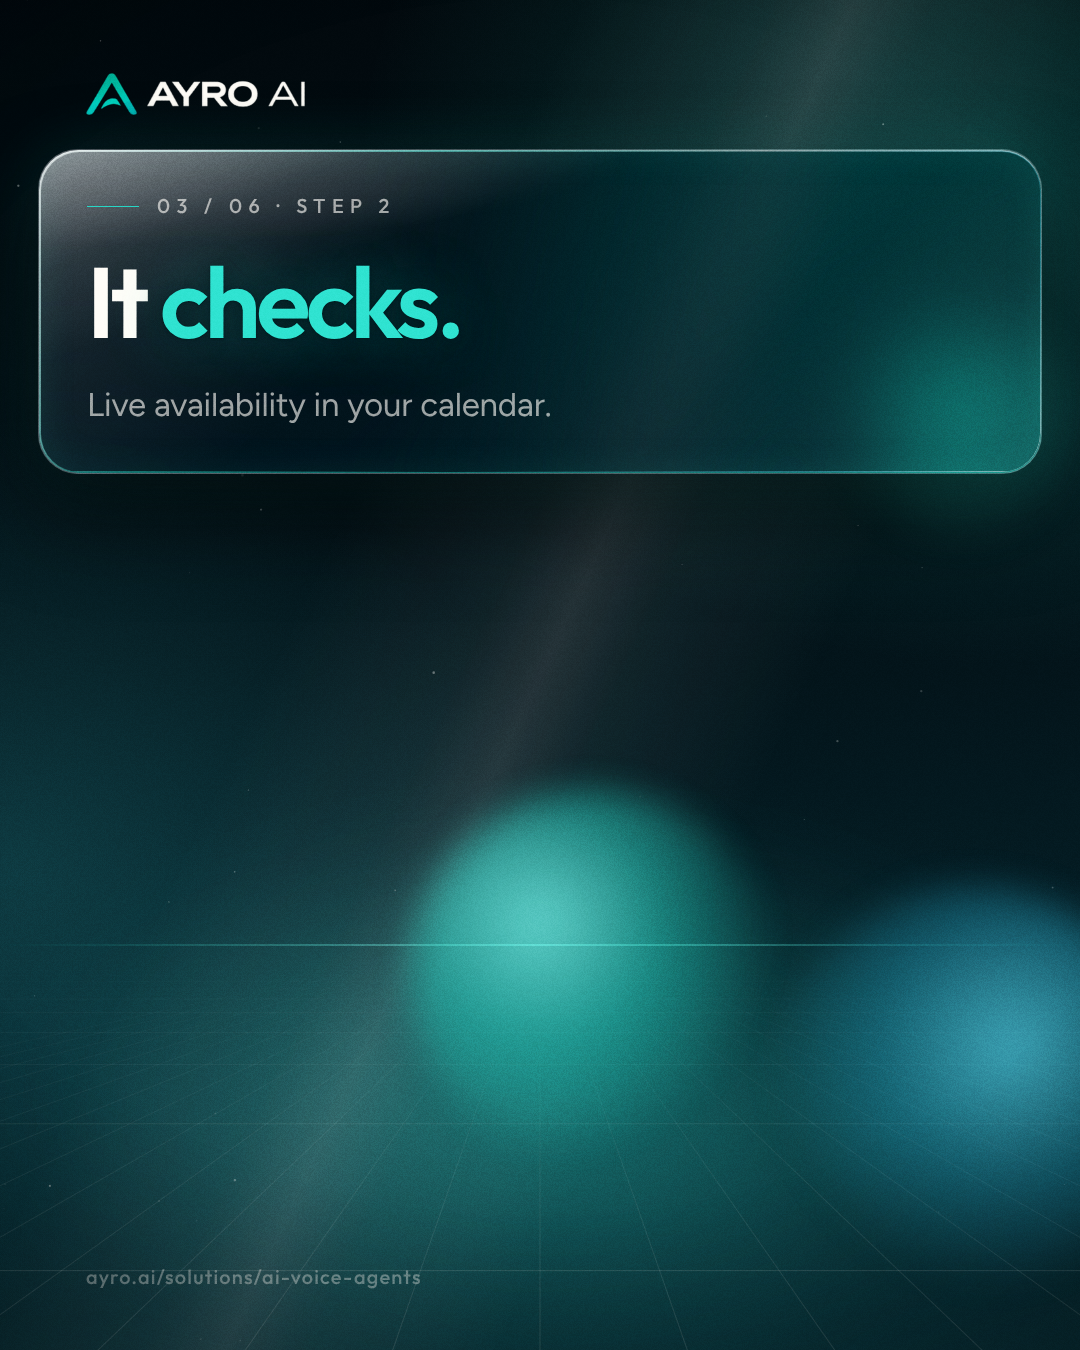 AYRO AI
03 / 06 · STEP 2
It checks.
Live availability in your calendar.
ayro.ai/solutions/ai-voice-agents